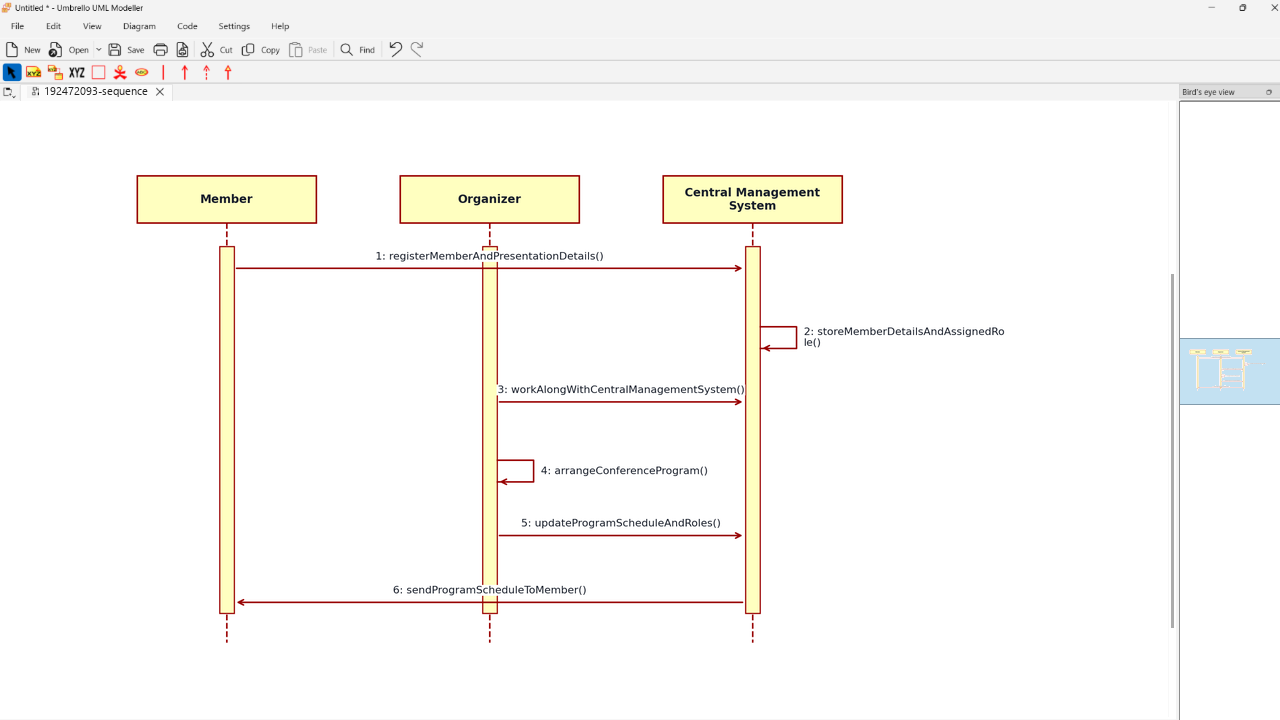 Untitled * - Umbrello UML Modeller
File Edit View Diagram Code Settings Help
New Open Save Cut Copy Paste Find
XYZ XYZ ABC
192472093-sequence
Bird's eye view
Member
Organizer
Central Management
System
1: registerMemberAndPresentationDetails()
2: storeMemberDetailsAndAssignedRo
le()
3: workAlongWithCentralManagementSystem()
4: arrangeConferenceProgram()
5: updateProgramScheduleAndRoles()
6: sendProgramScheduleToMember()